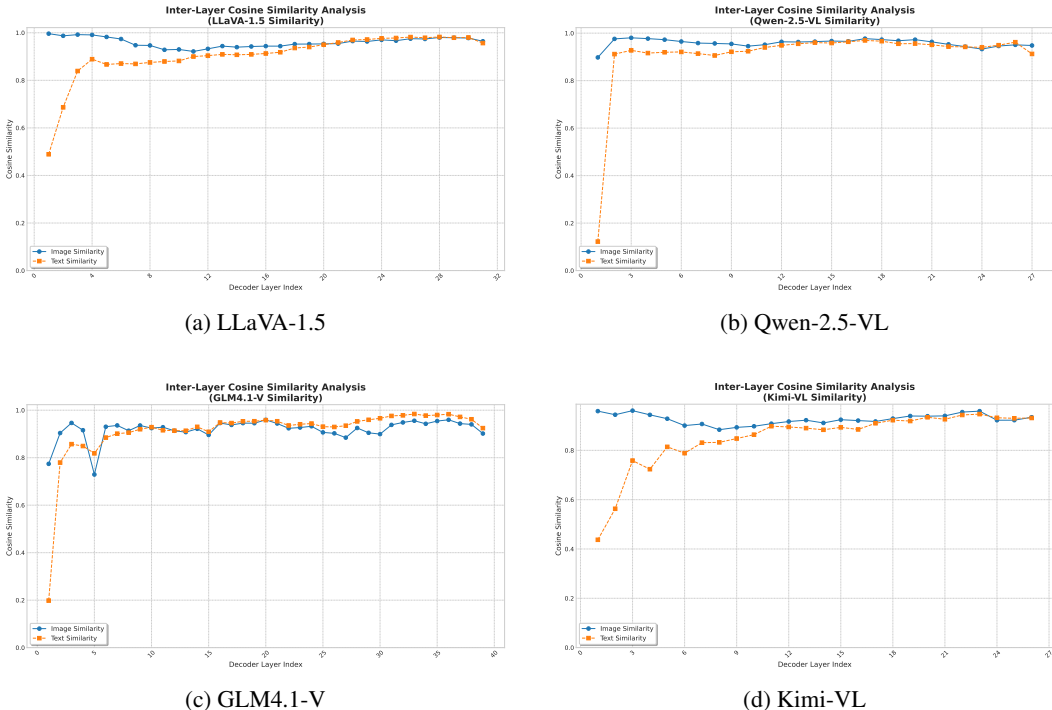 Inter-Layer Cosine Similarity Analysis
(LLaVA-1.5 Similarity)
1.0
0.8
0.6
0.4
0.2
0.0
Cosine Similarity
Image Similarity
Text Similarity
0 4 8 12 16 20 24 28 32
Decoder Layer Index
(a) LLaVA-1.5
Inter-Layer Cosine Similarity Analysis
(Qwen-2.5-VL Similarity)
1.0
0.8
0.6
0.4
0.2
0.0
Cosine Similarity
Image Similarity
Text Similarity
0 3 6 9 12 15 18 21 24 27
Decoder Layer Index
(b) Qwen-2.5-VL
Inter-Layer Cosine Similarity Analysis
(GLM4.1-V Similarity)
1.0
0.8
0.6
0.4
0.2
0.0
Cosine Similarity
Image Similarity
Text Similarity
0 5 10 15 20 25 30 35 40
Decoder Layer Index
(c) GLM4.1-V
Inter-Layer Cosine Similarity Analysis
(Kimi-VL Similarity)
0.8
0.6
0.4
0.2
0.0
Cosine Similarity
Image Similarity
Text Similarity
0 3 6 9 12 15 18 21 24 27
Decoder Layer Index
(d) Kimi-VL